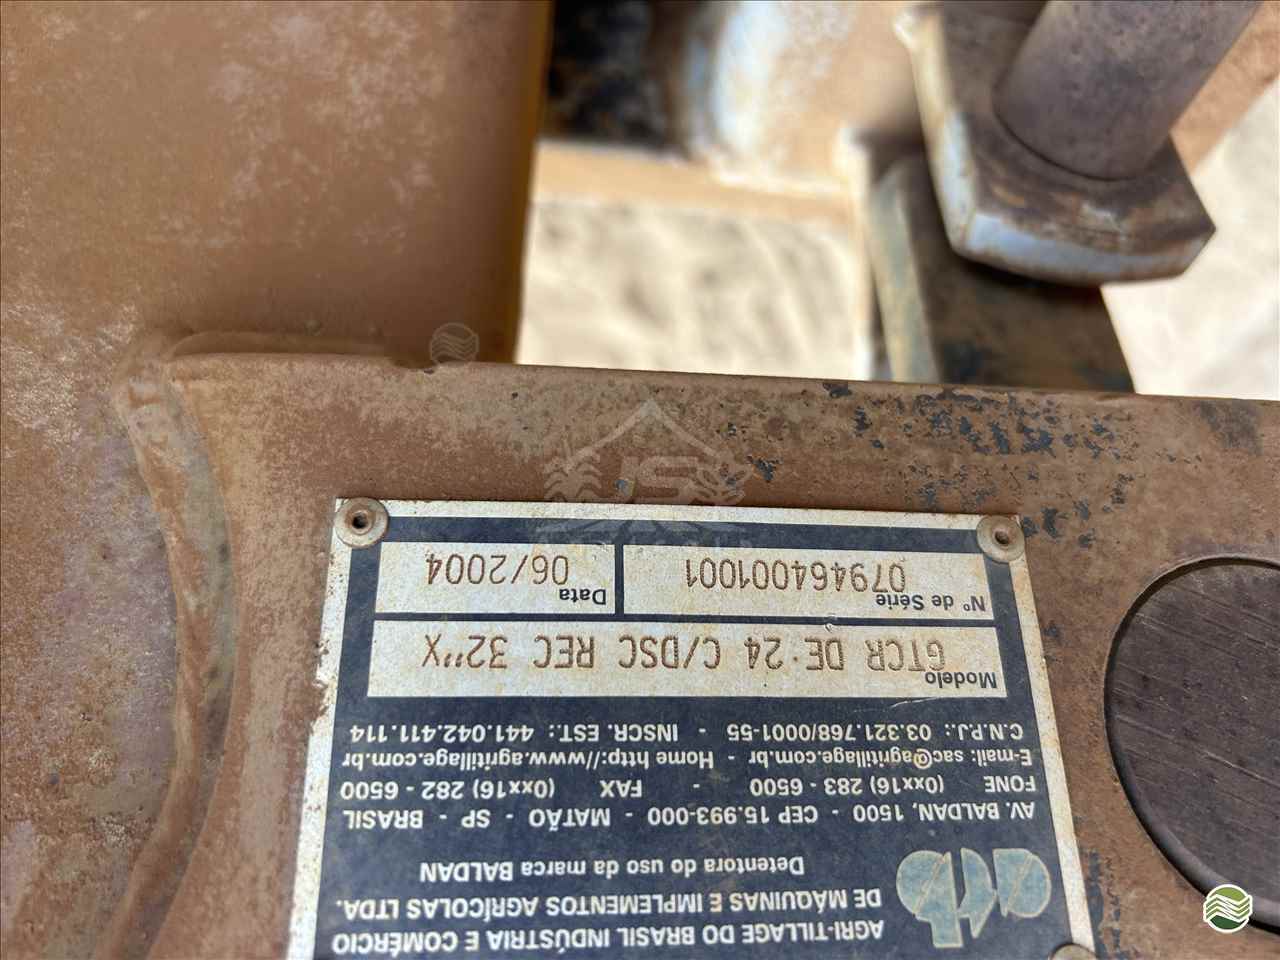 AGRI-TILLAGE DO BRASIL INDÚSTRIA E COMÉRCIO
DE MÁQUINAS E IMPLEMENTOS AGRÍCOLAS LTDA.
Detentora do uso da marca BALDAN
AV. BALDAN, 1500 - CEP 15.993-000 - MATÃO - SP - BRASIL
FONE (0xx16) 283 - 6500 - FAX (0xx16) 282 - 6500
E-mail: sac@agritillage.com.br - Home http://www.agritillage.com.br
C.N.P.J.: 03.321.768/0001-55 - INSCR. EST.: 441.042.411.114
Modelo
GTCR DE 24 C/DSC REC 32"X
Nº de Série
079464001001
Data
06/2004